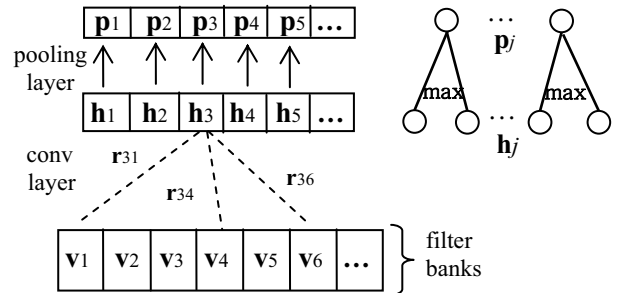 p1 p2 p3 p4 p5 ...
pooling
layer
h1 h2 h3 h4 h5 ...
conv
layer
r31
r34
r36
v1 v2 v3 v4 v5 v6 ...
filter
banks
... 
pj
max max
...
hj